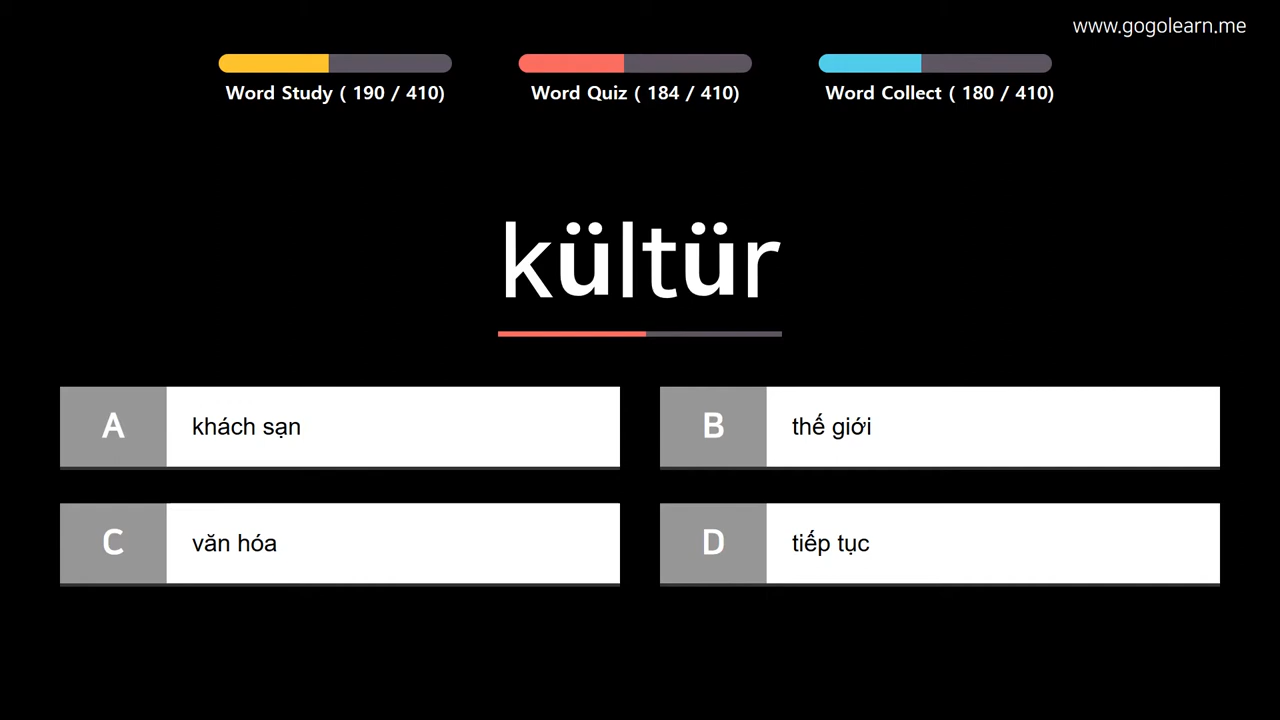 www.gogolearn.me
Word Study ( 190 / 410)
Word Quiz ( 184 / 410)
Word Collect ( 180 / 410)
kültür
A khách sạn
B thế giới
C văn hóa
D tiếp tục